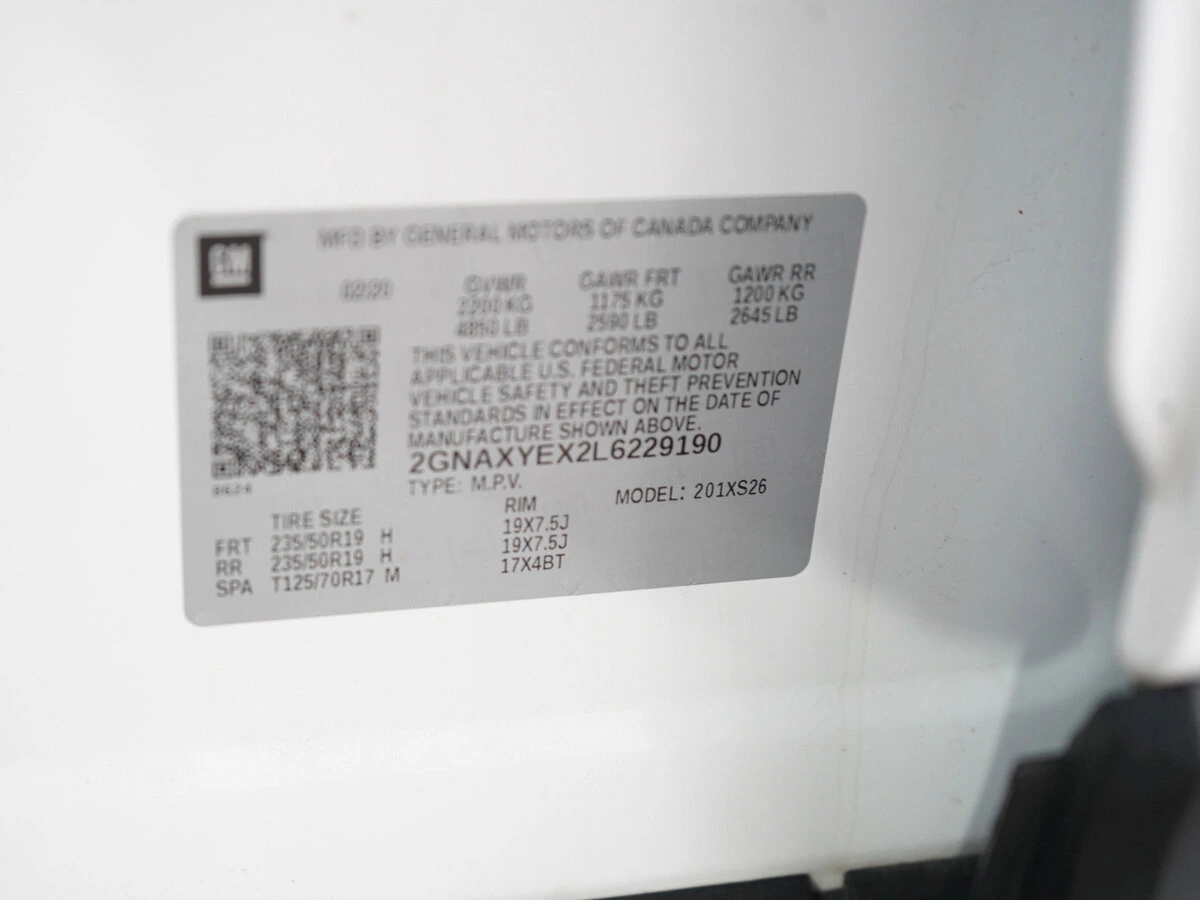 GM
MFD BY GENERAL MOTORS OF CANADA COMPANY
02/20 GVWR GAWR FRT GAWR RR
2200 KG 1175 KG 1200 KG
4850 LB 2590 LB 2645 LB
THIS VEHICLE CONFORMS TO ALL
APPLICABLE U.S. FEDERAL MOTOR
VEHICLE SAFETY AND THEFT PREVENTION
STANDARDS IN EFFECT ON THE DATE OF
MANUFACTURE SHOWN ABOVE.
2GNAXYEX2L6229190
TYPE: M.P.V. MODEL: 201XS26
TIRE SIZE RIM
FRT 235/50R19 H 19X7.5J
RR 235/50R19 H 19X7.5J
SPA T125/70R17 M 17X4BT